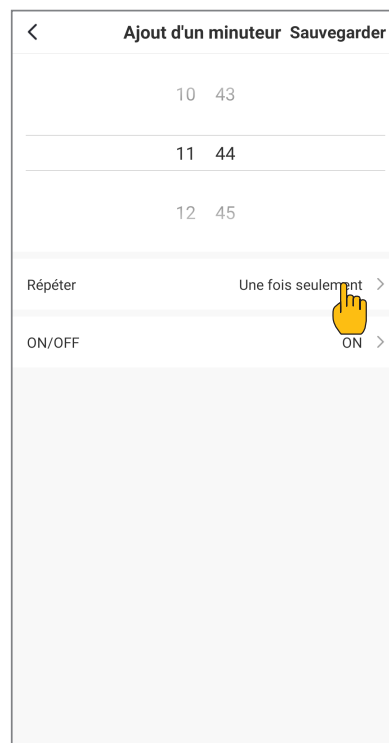 Ajout d'un minuteur Sauvegarder
10 43
11 44
12 45
Répéter Une fois seulement
ON/OFF ON